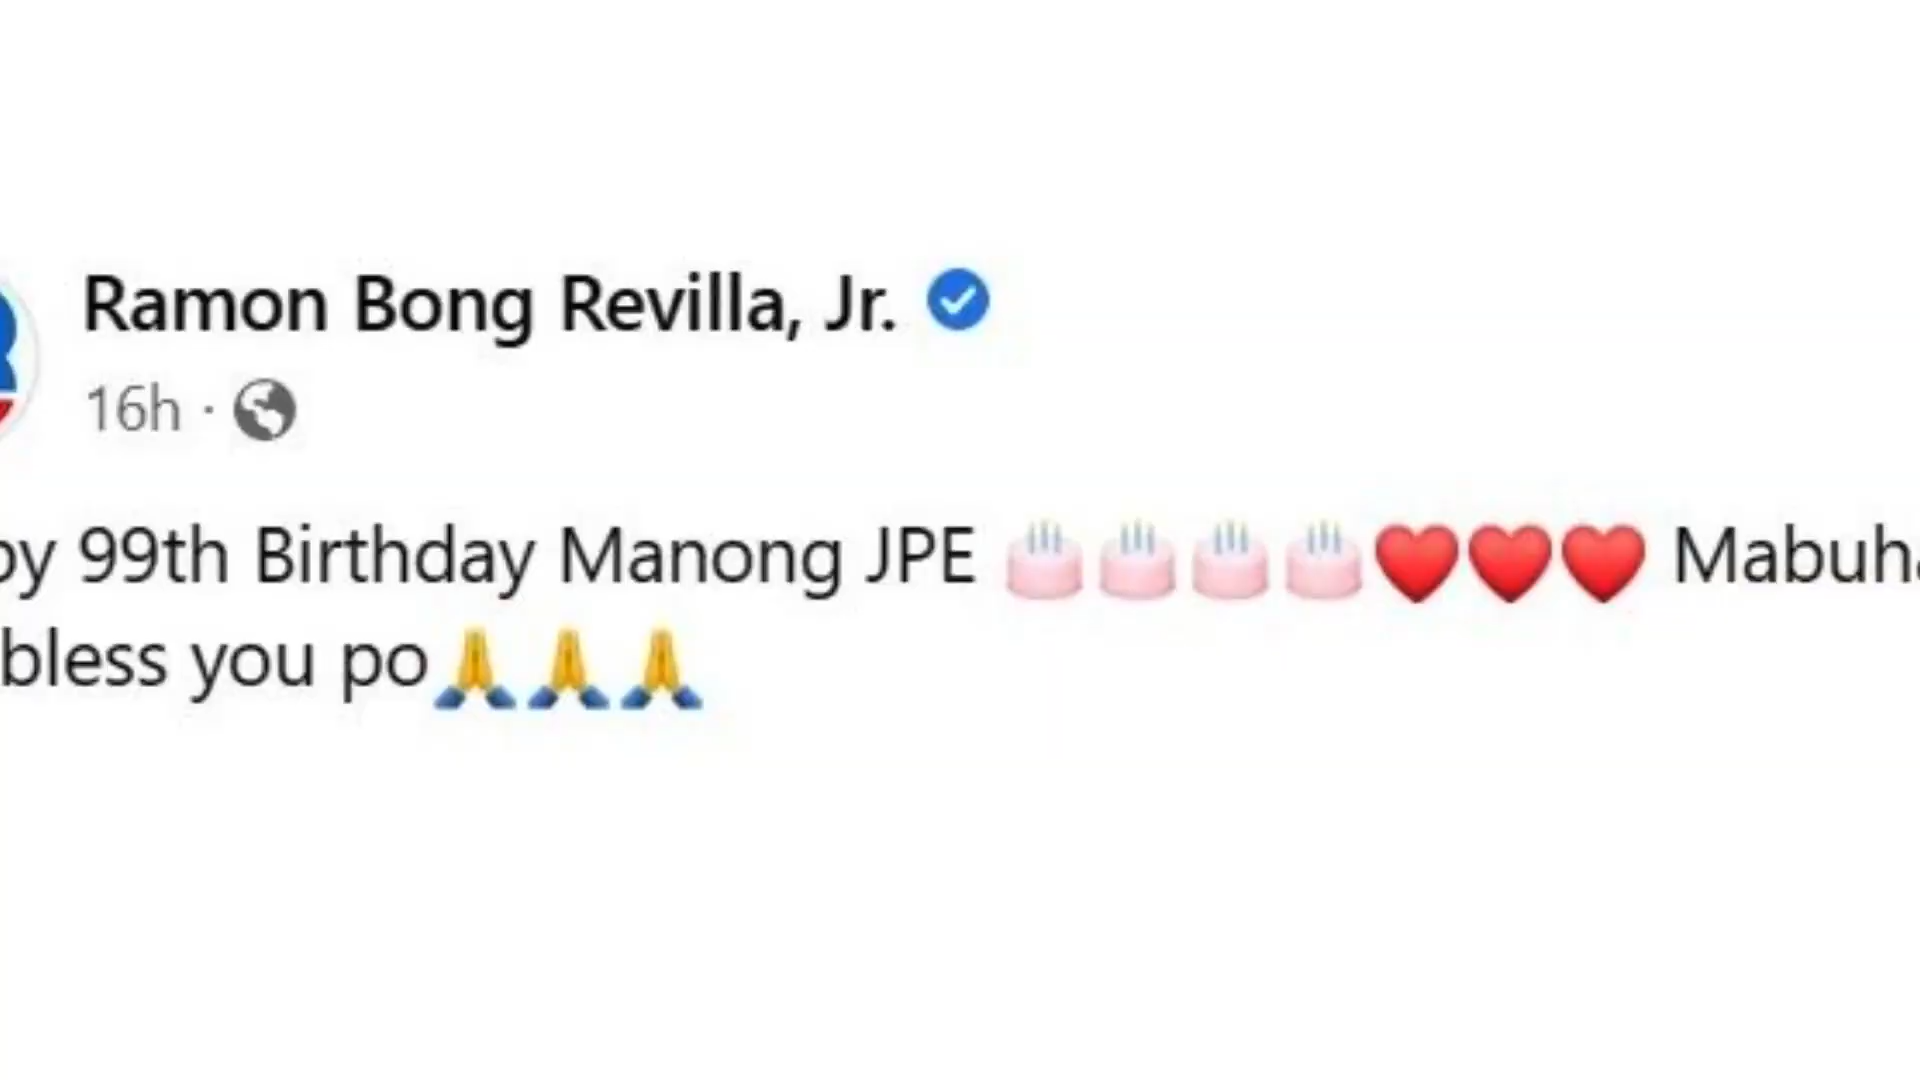 Ramon Bong Revilla, Jr.
16h ·
99th Birthday Manong JPE 🎂🎂🎂🎂❤️❤️❤️
bless you po🙏🙏🙏